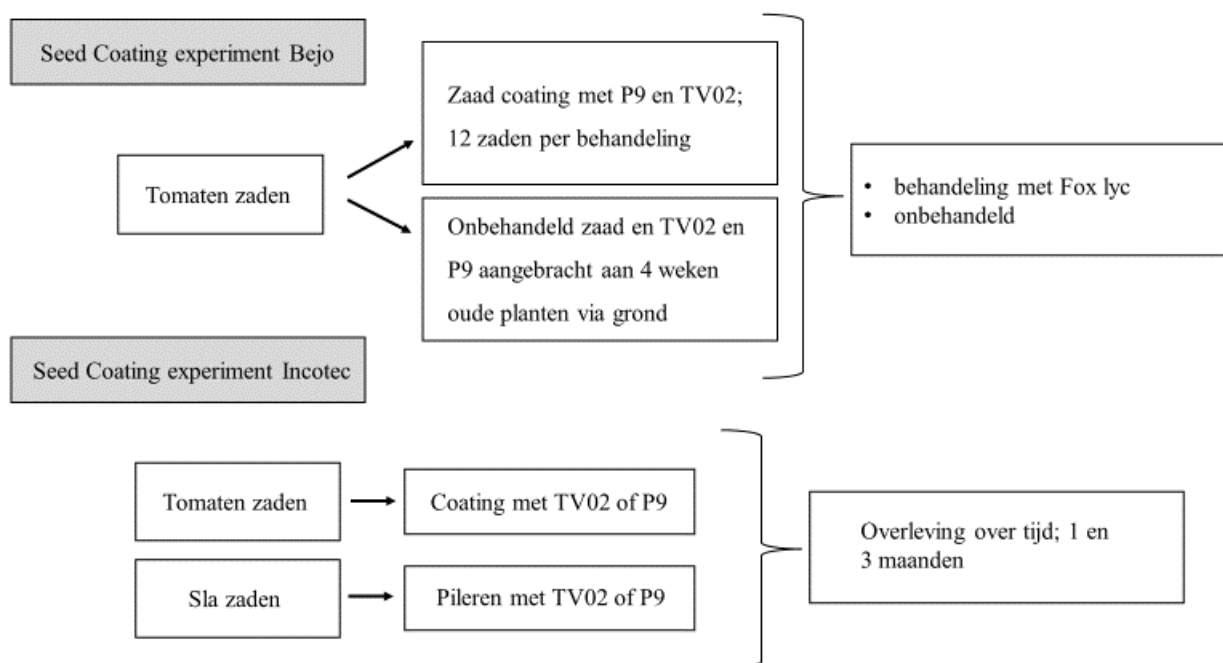 Seed Coating experiment Bejo
Tomaten zaden
Zaad coating met P9 en TV02;
12 zaden per behandeling
Onbehandeld zaad en TV02 en
P9 aangebracht aan 4 weken
oude planten via grond
• behandeling met Fox lyc
• onbehandeld
Seed Coating experiment Incotec
Tomaten zaden
Coating met TV02 of P9
Sla zaden
Pileren met TV02 of P9
Overleving over tijd; 1 en
3 maanden